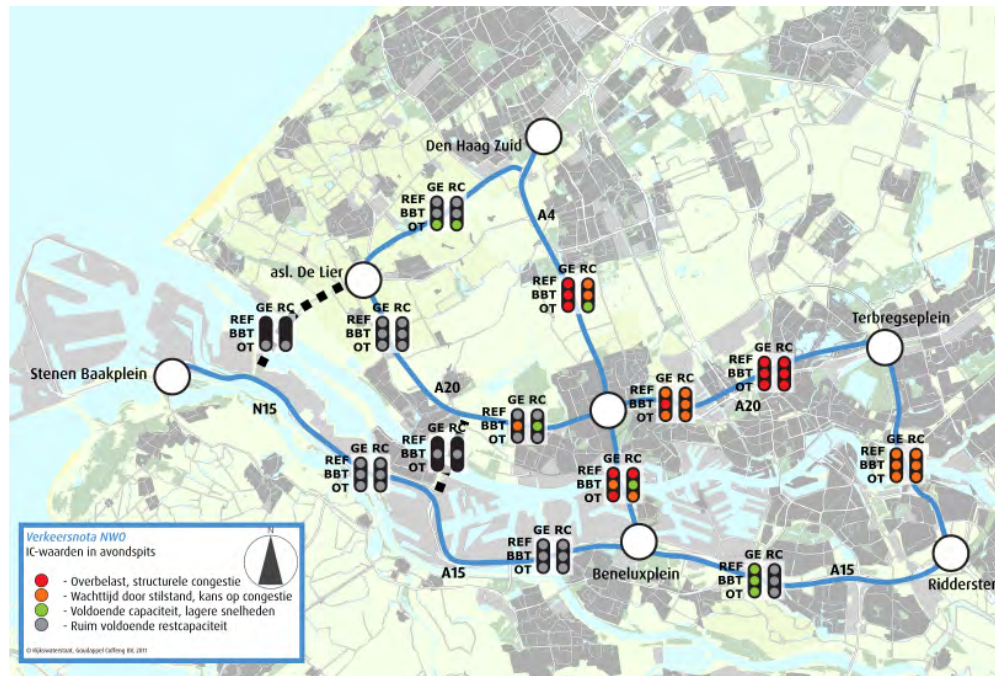 Den Haag Zuid
GE RC
REF
BBT
OT
A4
asl. De Lier
GE RC
REF
BBT
OT
GE RC
REF
BBT
OT
GE RC
REF
BBT
OT
Terbregseplein
GE RC
REF
BBT
OT
Stenen Baakplein
A20
GE RC
REF
BBT
OT
A20
N15
GE RC
REF
BBT
OT
GE RC
REF
BBT
OT
GE RC
REF
BBT
OT
GE RC
REF
BBT
OT
GE RC
REF
BBT
OT
GE RC
REF
BBT
OT
A15
Beneluxplein
GE RC
REF
BBT
OT
A15
Ridderster
Verkeersnota NWO
IC-waarden in avondspits
N
- Overbelast, structurele congestie
- Wachttijd door stilstand, kans op congestie
- Voldoende capaciteit, lagere snelheden
- Ruim voldoende restcapaciteit
© Rijkswaterstaat, Goudappel Coffeng BV, 2011